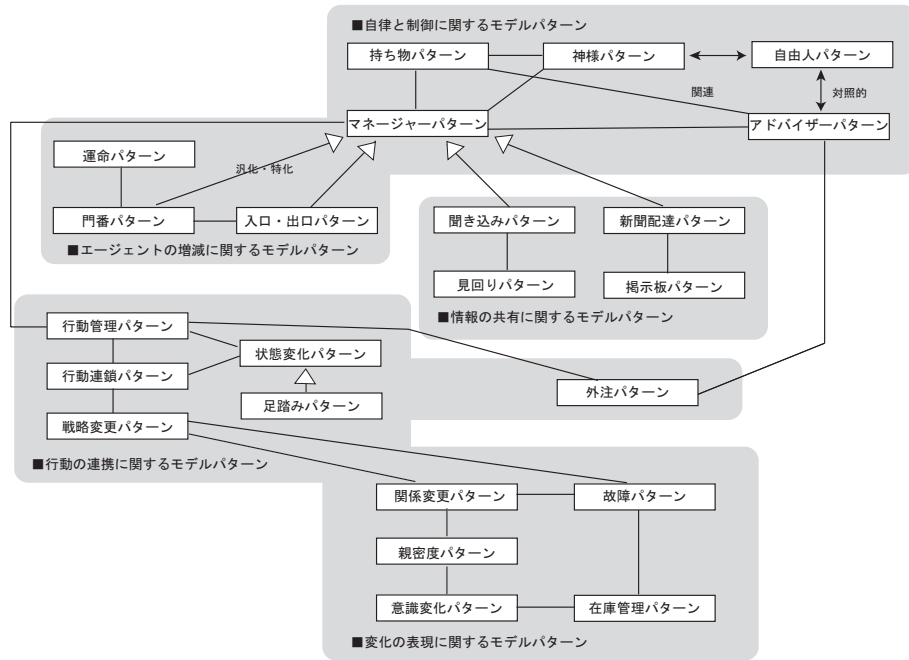 ■自律と制御に関するモデルパターン
持ち物パターン
神様パターン
自由人パターン
関連
対照的
マネージャーパターン
アドバイザーパターン
運命パターン
汎化・特化
門番パターン
入口・出口パターン
■エージェントの増減に関するモデルパターン
聞き込みパターン
新聞配達パターン
見回りパターン
掲示板パターン
■情報の共有に関するモデルパターン
行動管理パターン
状態変化パターン
行動連鎖パターン
足踏みパターン
外注パターン
戦略変更パターン
■行動の連携に関するモデルパターン
関係変更パターン
故障パターン
親密度パターン
意識変化パターン
在庫管理パターン
■変化の表現に関するモデルパターン